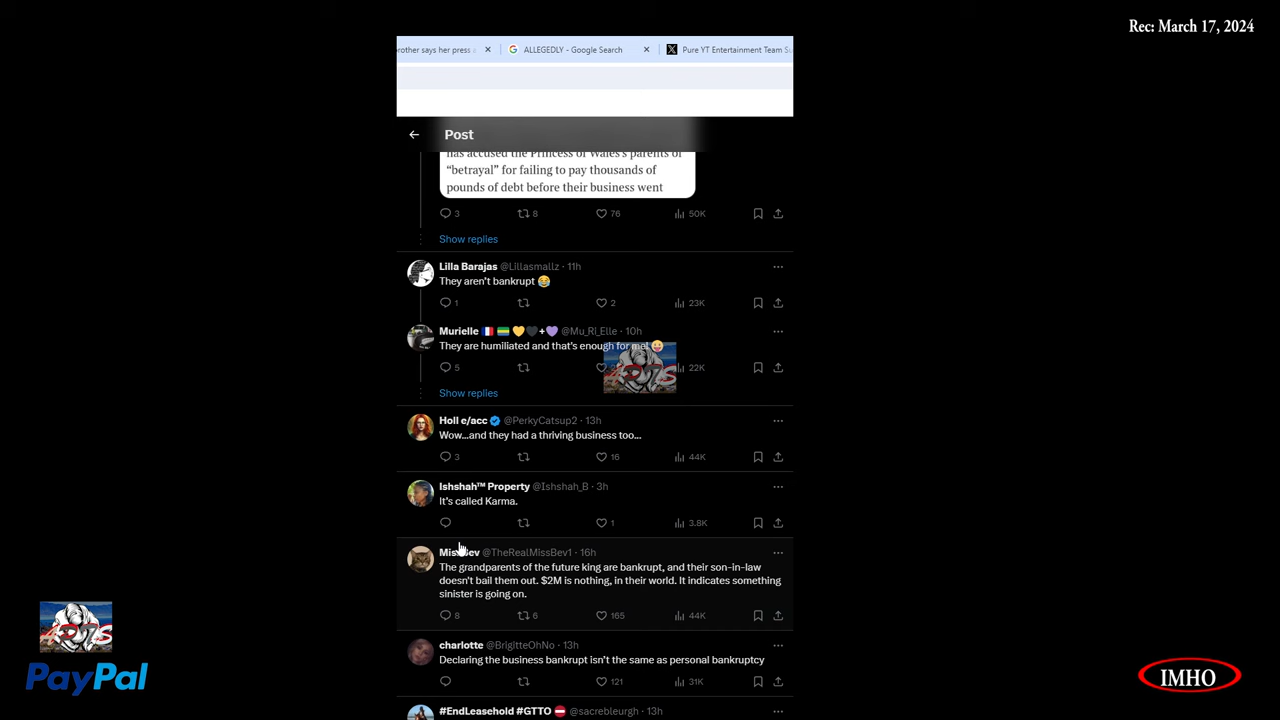 Rec: March 17, 2024
brother says her press
ALLEGEDLY - Google Search
Pure YT Entertainment Team
Post
has accused the Princess of Wales's parents of
"betrayal" for failing to pay thousands of
pounds of debt before their business went
3 8 76 50K
Show replies
Lilla Barajas @Lillasmallz · 11h
They aren't bankrupt 😂
1 2 23K
Murielle 🇫🇷 🇬🇦 💛🖤+💜 @Mu_Ri_Elle · 10h
They are humiliated and that's enough for me! 😛
5 22K
Show replies
Holl e/acc @PerkyCatsup2 · 13h
Wow...and they had a thriving business too...
3 16 44K
Ishshah™ Property @Ishshah_B · 3h
It's called Karma.
1 3.8K
MissBev @TheRealMissBev1 · 16h
The grandparents of the future king are bankrupt, and their son-in-law
doesn't bail them out. $2M is nothing, in their world. It indicates something
sinister is going on.
8 6 165 44K
charlotte @BrigitteOhNo · 13h
Declaring the business bankrupt isn't the same as personal bankruptcy
121 31K
#EndLeasehold #GTTO ⛔ @sacrebleurgh · 13h
PayPal
IMHO